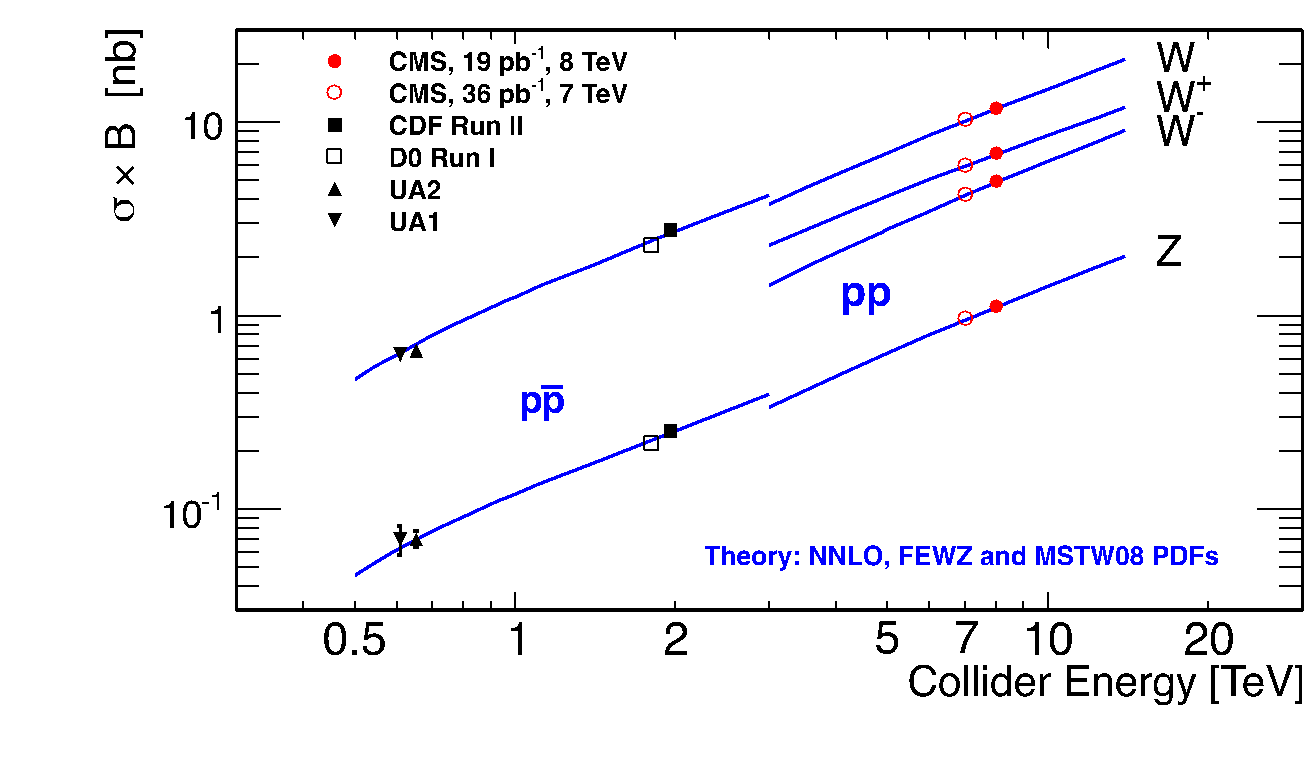 σ × B [nb]
10
1
10⁻¹
CMS, 19 pb⁻¹, 8 TeV
CMS, 36 pb⁻¹, 7 TeV
CDF Run II
D0 Run I
UA2
UA1
W
W⁺
W⁻
Z
pp
pp̅
Theory: NNLO, FEWZ and MSTW08 PDFs
0.5 1 2 5 7 10 20
Collider Energy [TeV]